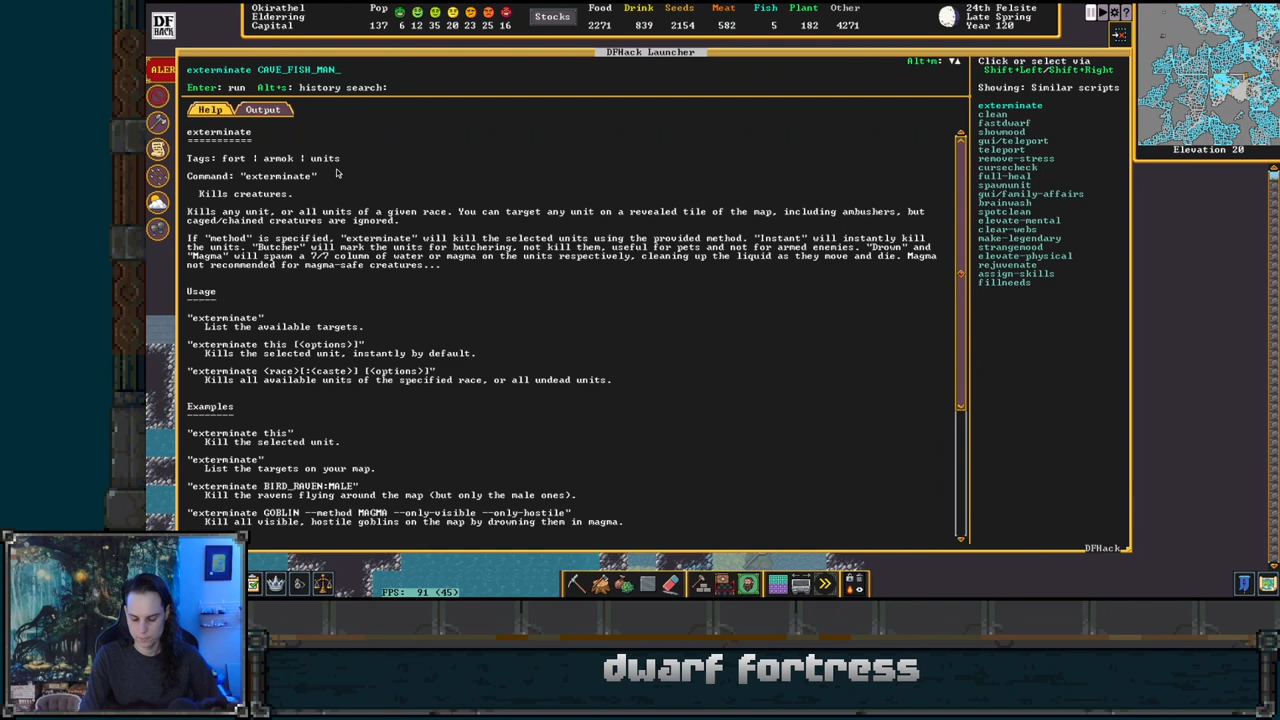 Okirathel
Elderring
Capital
Pop
137 6 12 35 20 23 25 16
Stocks
Food Drink Seeds Meat Fish Plant Other
2271 839 2154 582 5 182 4271
24th Felsite
Late Spring
Year 120
DF
HACK
DFHack Launcher
ALER
exterminate CAVE_FISH_MAN_
Alt+m:
Enter: run Alt+s: history search:
Help Output
exterminate
===========
Tags: fort | armok | units
Command: "exterminate"
Kills creatures.
Kills any unit, or all units of a given race. You can target any unit on a revealed tile of the map, including ambushers, but
caged/chained creatures are ignored.
If "method" is specified, "exterminate" will kill the selected units using the provided method. "Instant" will instantly kill
the units. "Butcher" will mark the units for butchering, not kill them, useful for pets and not for armed enemies. "Drown" and
"Magma" will spawn a 7/7 column of water or magma on the units respectively, cleaning up the liquid as they move and die. Magma
not recommended for magma-safe creatures...
Usage
-----
"exterminate"
List the available targets.
"exterminate this [<options>]"
Kills the selected unit, instantly by default.
"exterminate <race>[:<caste>] [<options>]"
Kills all available units of the specified race, or all undead units.
Examples
--------
"exterminate this"
Kill the selected unit.
"exterminate"
List the targets on your map.
"exterminate BIRD_RAVEN:MALE"
Kill the ravens flying around the map (but only the male ones).
"exterminate GOBLIN --method MAGMA --only-visible --only-hostile"
Kill all visible, hostile goblins on the map by drowning them in magma.
DFHack
Click or select via
Shift+Left/Shift+Right
Showing: Similar scripts
exterminate
clean
fastdwarf
showmood
gui/teleport
teleport
remove-stress
cursecheck
full-heal
spawnunit
gui/family-affairs
brainwash
spotclean
elevate-mental
clear-webs
make-legendary
strangemood
elevate-physical
rejuvenate
assign-skills
fillneeds
Elevation 20
FPS: 91 (45)
dwarf fortress